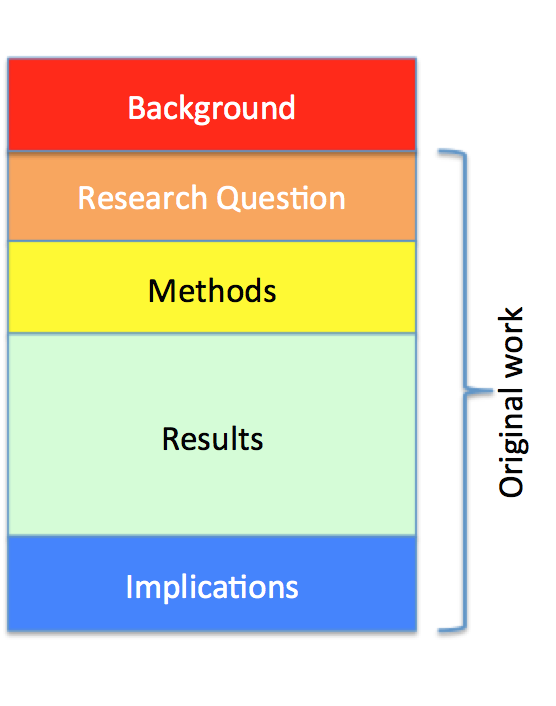 Background
Research Question
Methods
Results
Implications
Original work